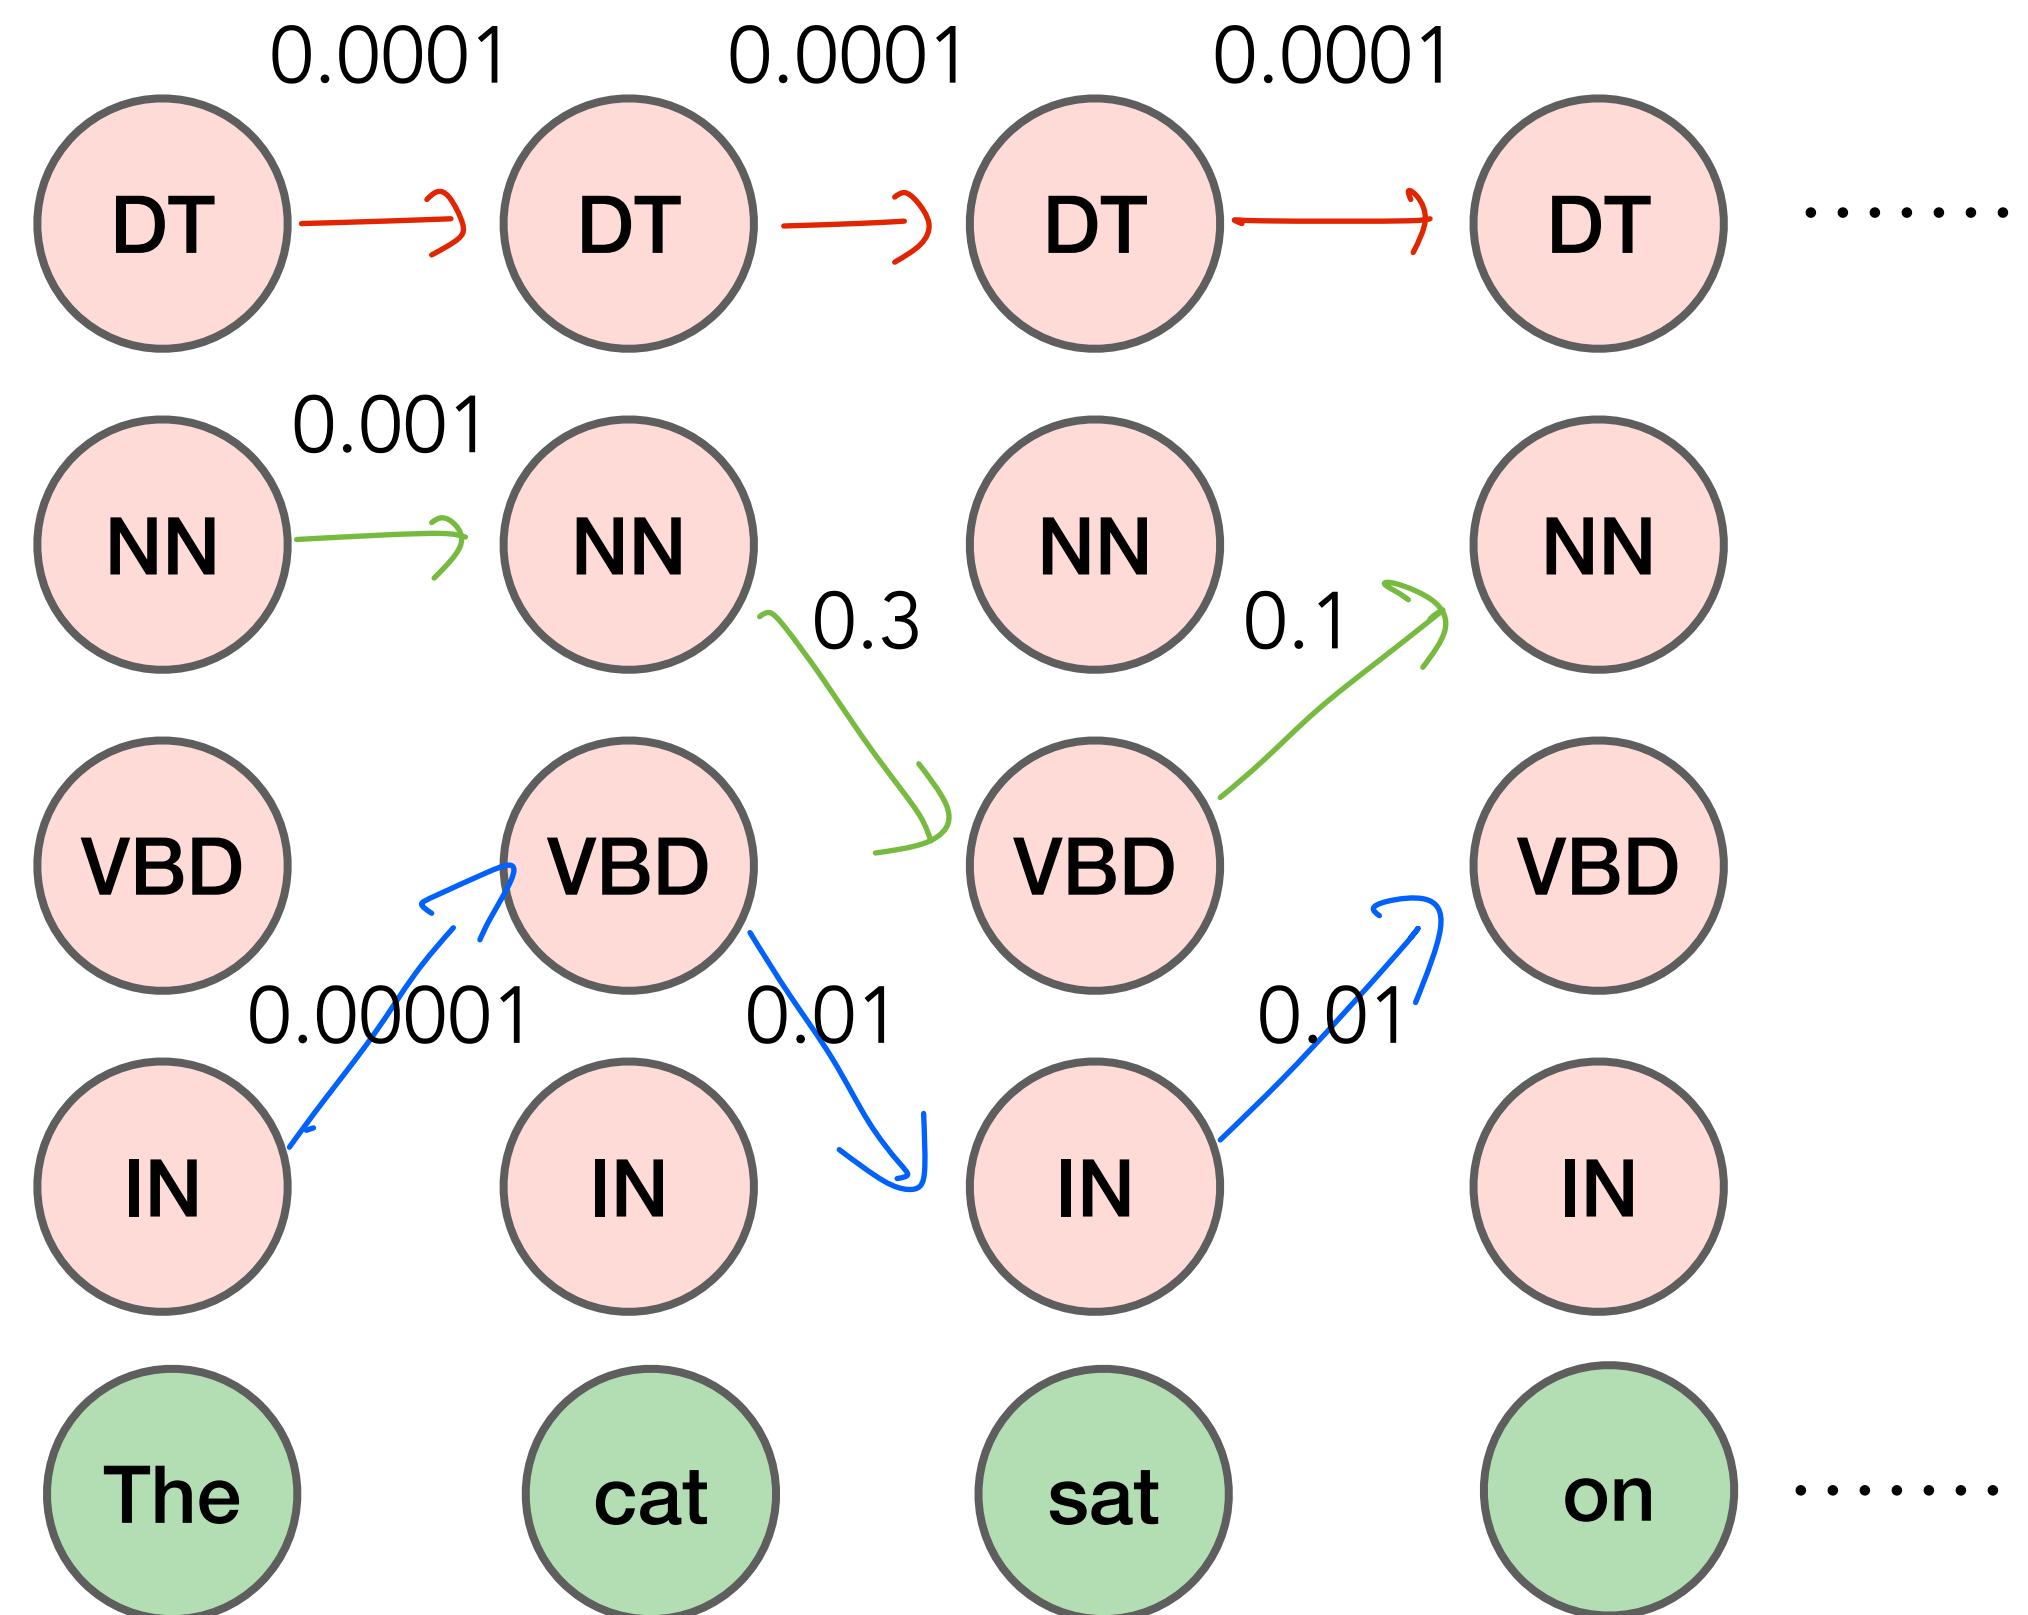 0.0001 0.0001 0.0001
DT DT DT DT .......
0.001
NN NN NN NN
0.3 0.1
VBD VBD VBD VBD
0.00001 0.01 0.01
IN IN IN IN
The cat sat on .......